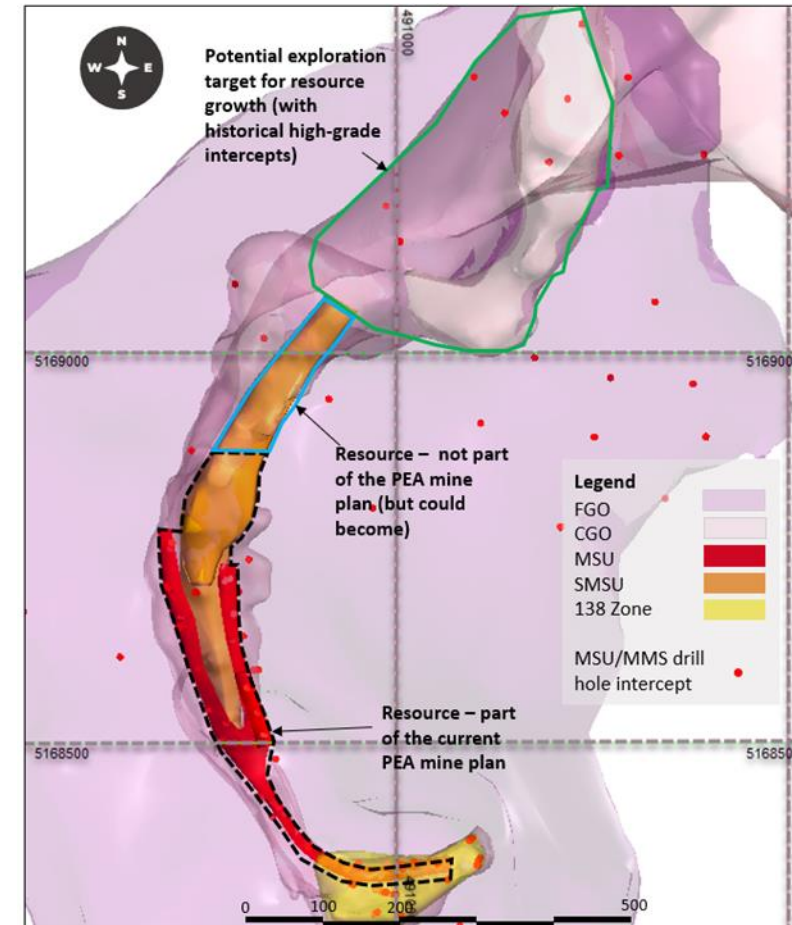 N
W E
S
491000
Potential exploration
target for resource
growth (with
historical high-grade
intercepts)
5169000
516900
Resource – not part
of the PEA mine
plan (but could
become)
Legend
FGO
CGO
MSU
SMSU
138 Zone
MSU/MMS drill
hole intercept
Resource – part
of the current
PEA mine plan
5168500
516850
0 100 200 500